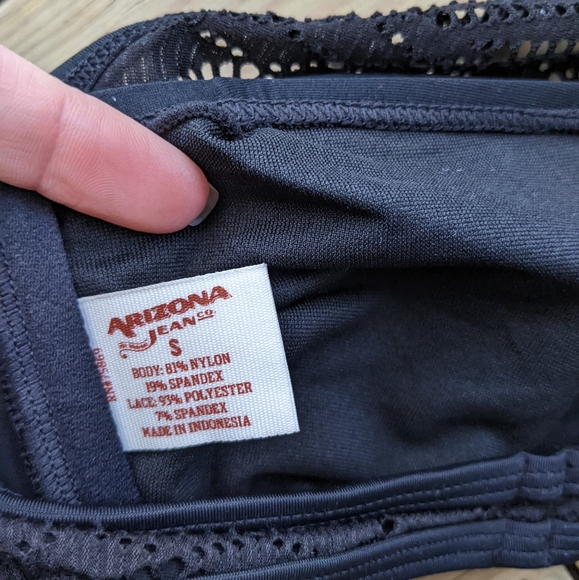 ARIZONA
JEAN CO
S
BODY: 81% NYLON
19% SPANDEX
LACE: 93% POLYESTER
7% SPANDEX
MADE IN INDONESIA